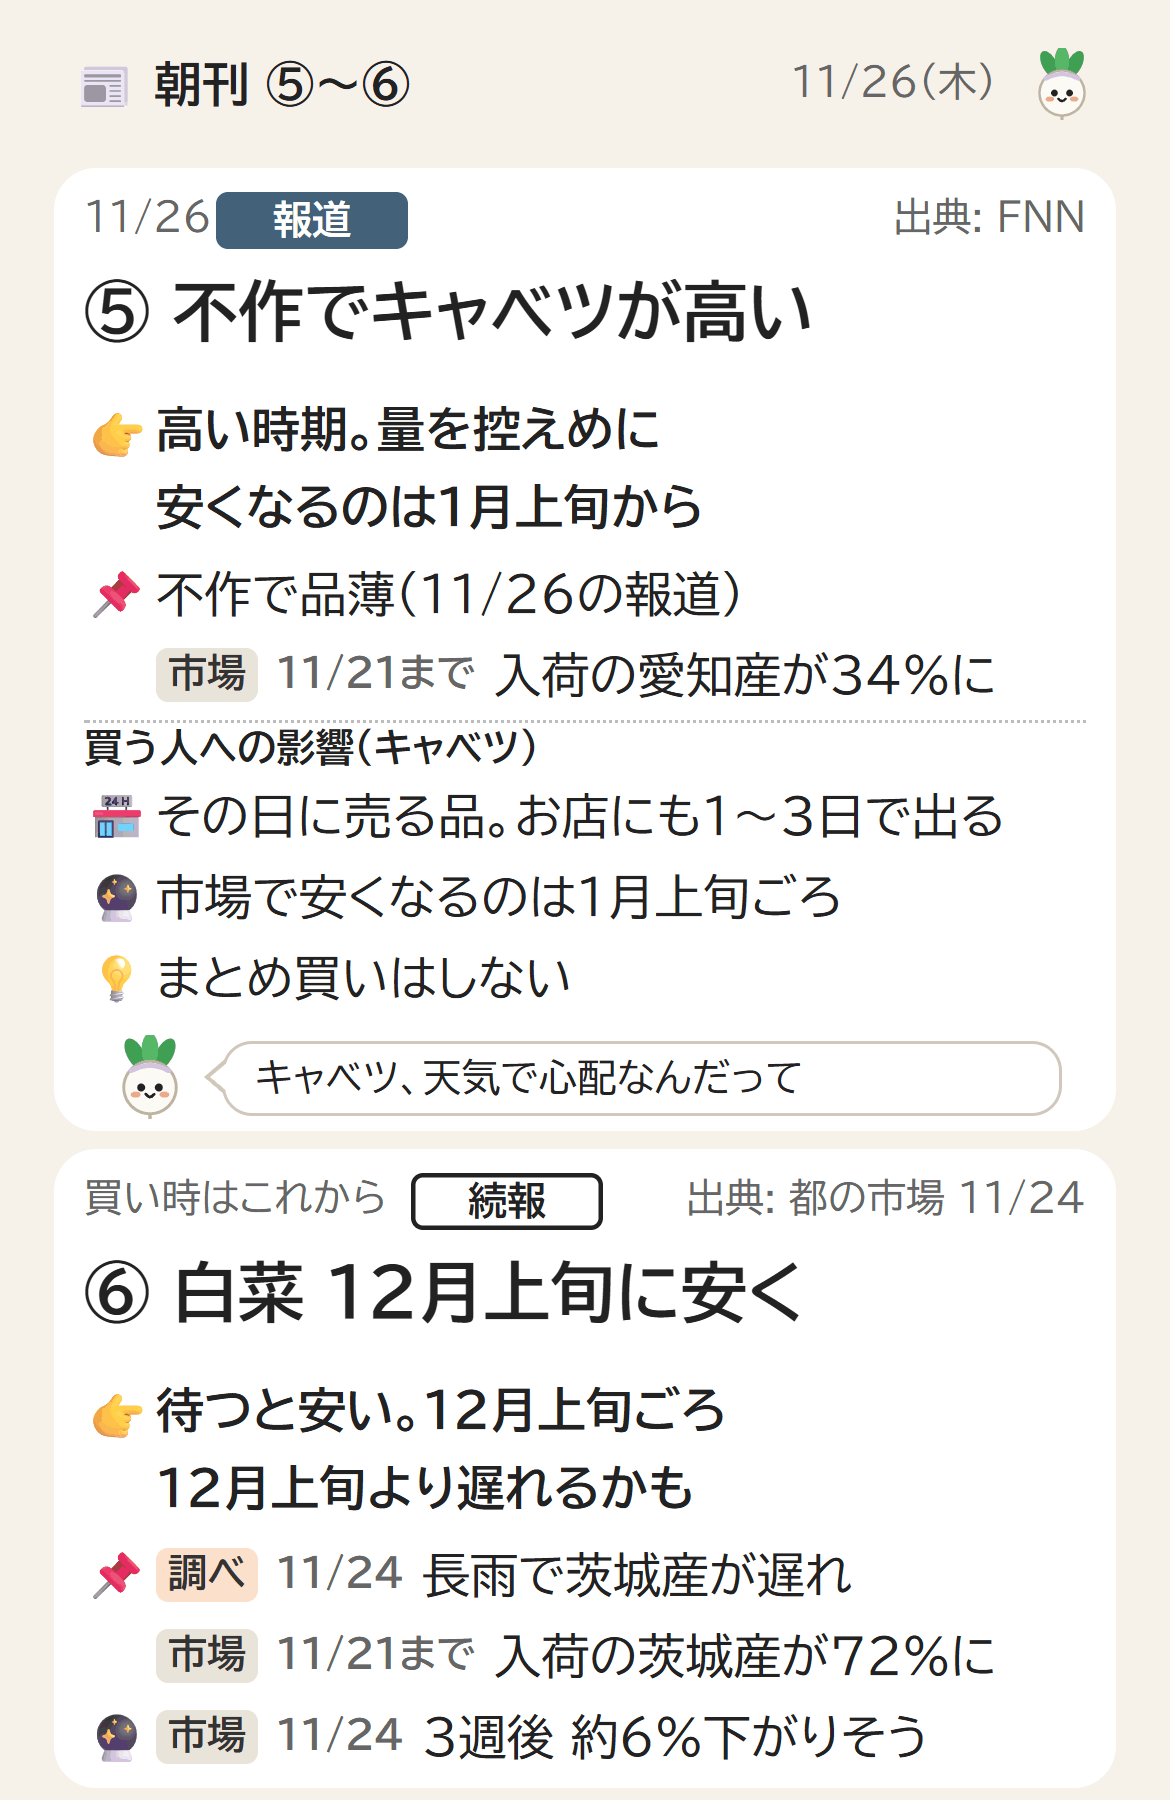 朝刊 ⑤〜⑥
11/26(木)
11/26 報道 出典: FNN
⑤ 不作でキャベツが高い
高い時期。量を控えめに
安くなるのは1月上旬から
不作で品薄(11/26の報道)
市場 11/21まで 入荷の愛知産が34%に
買う人への影響(キャベツ)
24H
その日に売る品。お店にも1〜3日で出る
市場で安くなるのは1月上旬ごろ
まとめ買いはしない
キャベツ、天気で心配なんだって
買い時はこれから 続報 出典: 都の市場 11/24
⑥ 白菜 12月上旬に安く
待つと安い。12月上旬ごろ
12月上旬より遅れるかも
調べ 11/24 長雨で茨城産が遅れ
市場 11/21まで 入荷の茨城産が72%に
市場 11/24 3週後 約6%下がりそう